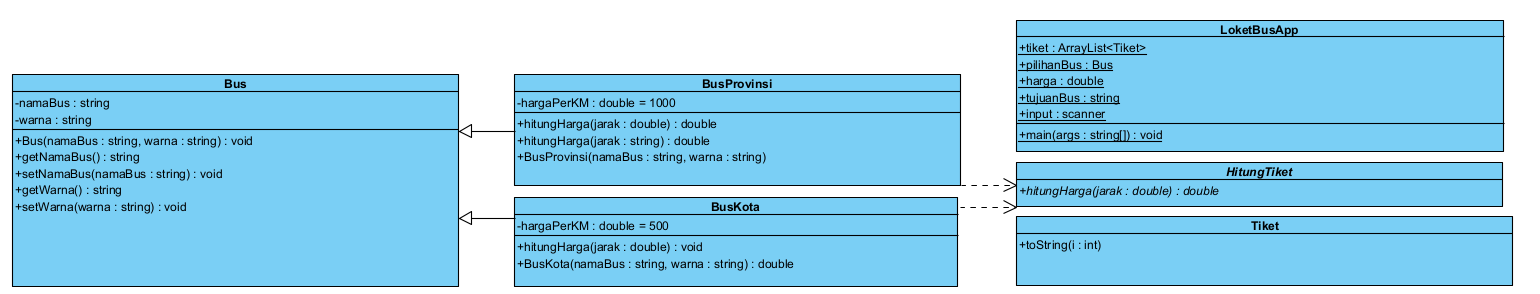 Bus
-namaBus : string
-warna : string
+Bus(namaBus : string, warna : string) : void
+getNamaBus() : string
+setNamaBus(namaBus : string) : void
+getWarna() : string
+setWarna(warna : string) : void
BusProvinsi
-hargaPerKM : double = 1000
+hitungHarga(jarak : double) : double
+hitungHarga(jarak : string) : double
+BusProvinsi(namaBus : string, warna : string)
BusKota
-hargaPerKM : double = 500
+hitungHarga(jarak : double) : void
+BusKota(namaBus : string, warna : string) : double
LoketBusApp
+tiket : ArrayList<Tiket>
+pilihanBus : Bus
+harga : double
+tujuanBus : string
+input : scanner
+main(args : string[]) : void
HitungTiket
+hitungHarga(jarak : double) : double
Tiket
+toString(i : int)